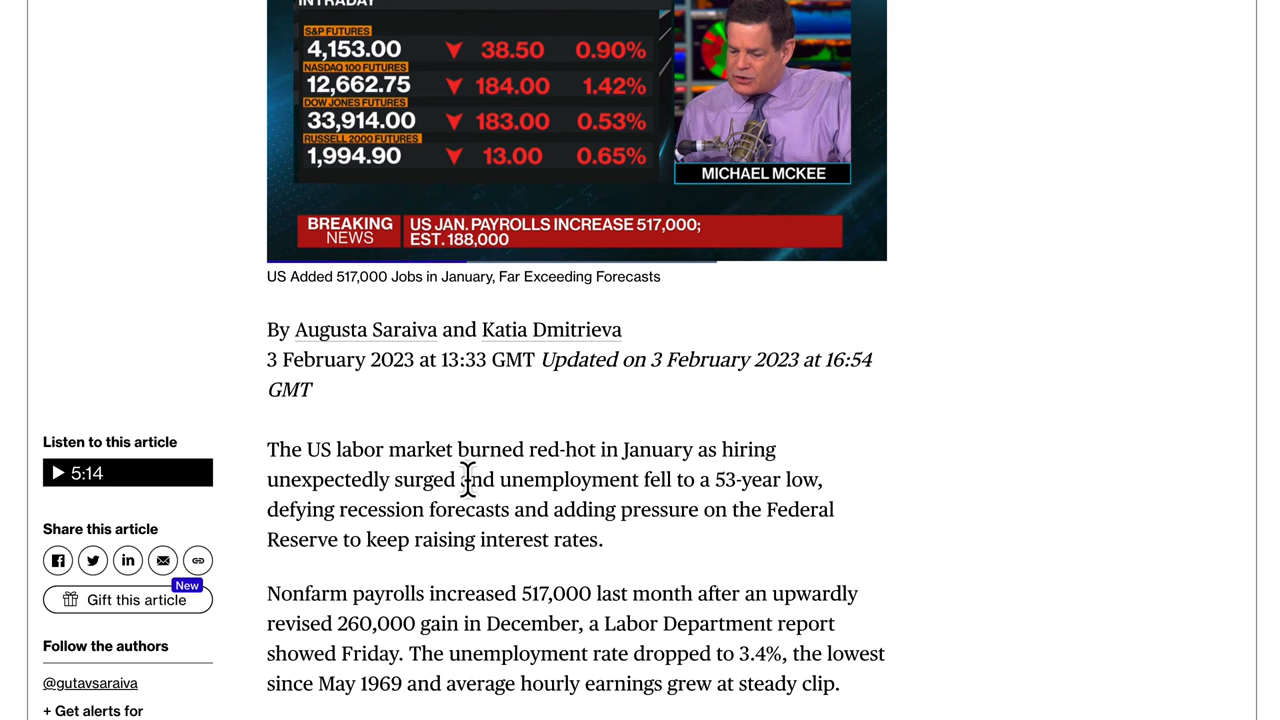 INTRADAY
S&P FUTURES
4,153.00 38.50 0.90%
NASDAQ 100 FUTURES
12,662.75 184.00 1.42%
DOW JONES FUTURES
33,914.00 183.00 0.53%
RUSSELL 2000 FUTURES
1,994.90 13.00 0.65%
MICHAEL MCKEE
BREAKING NEWS
US JAN. PAYROLLS INCREASE 517,000;
EST. 188,000
US Added 517,000 Jobs in January, Far Exceeding Forecasts
By Augusta Saraiva and Katia Dmitrieva
3 February 2023 at 13:33 GMT Updated on 3 February 2023 at 16:54
GMT
Listen to this article
5:14
Share this article
New
Gift this article
Follow the authors
@gutavsaraiva
+ Get alerts for
The US labor market burned red-hot in January as hiring
unexpectedly surged and unemployment fell to a 53-year low,
defying recession forecasts and adding pressure on the Federal
Reserve to keep raising interest rates.
Nonfarm payrolls increased 517,000 last month after an upwardly
revised 260,000 gain in December, a Labor Department report
showed Friday. The unemployment rate dropped to 3.4%, the lowest
since May 1969 and average hourly earnings grew at steady clip.